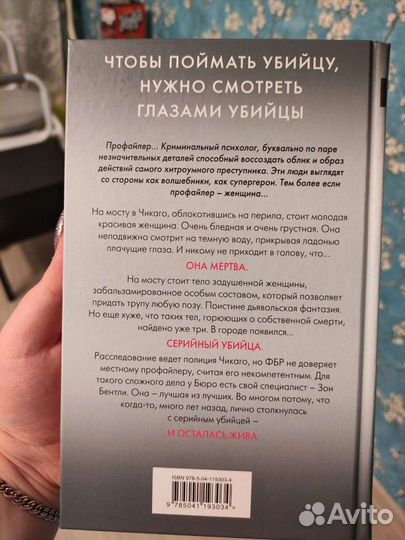 ЧТОБЫ ПОЙМАТЬ УБИЙЦУ,
НУЖНО СМОТРЕТЬ
ГЛАЗАМИ УБИЙЦЫ
Профайлер... Криминальный психолог, буквально по паре
незначительных деталей способный воссоздать облик и образ
действий самого хитроумного преступника. Эти люди выглядят
со стороны как волшебники, как супергерои. Тем более если
профайлер – женщина...
На мосту в Чикаго, облокотившись на перила, стоит молодая
красивая женщина. Очень бледная и очень грустная. Она
неподвижно смотрит на темную воду, прикрывая ладонью
плачущие глаза. И никому не приходит в голову, что...
ОНА МЕРТВА.
На мосту стоит тело задушенной женщины,
забальзамированное особым составом, который позволяет
придать трупу любую позу. Поистине дьявольская фантазия.
Но еще хуже, что таких тел, горюющих о собственной смерти,
найдено уже три. В городе появился...
СЕРИЙНЫЙ УБИЙЦА.
Расследование ведет полиция Чикаго, но ФБР не доверяет
местному профайлеру, считая его некомпетентным. Для
такого сложного дела у Бюро есть свой специалист – Зои
Бентли. Она – лучшая из лучших. Во многом потому, что
когда-то, много лет назад, лично столкнулась
с серийным убийцей –
И ОСТАЛАСЬ ЖИВА
ISBN 978-5-04-119303-4
9 785041 193034 >
Avito